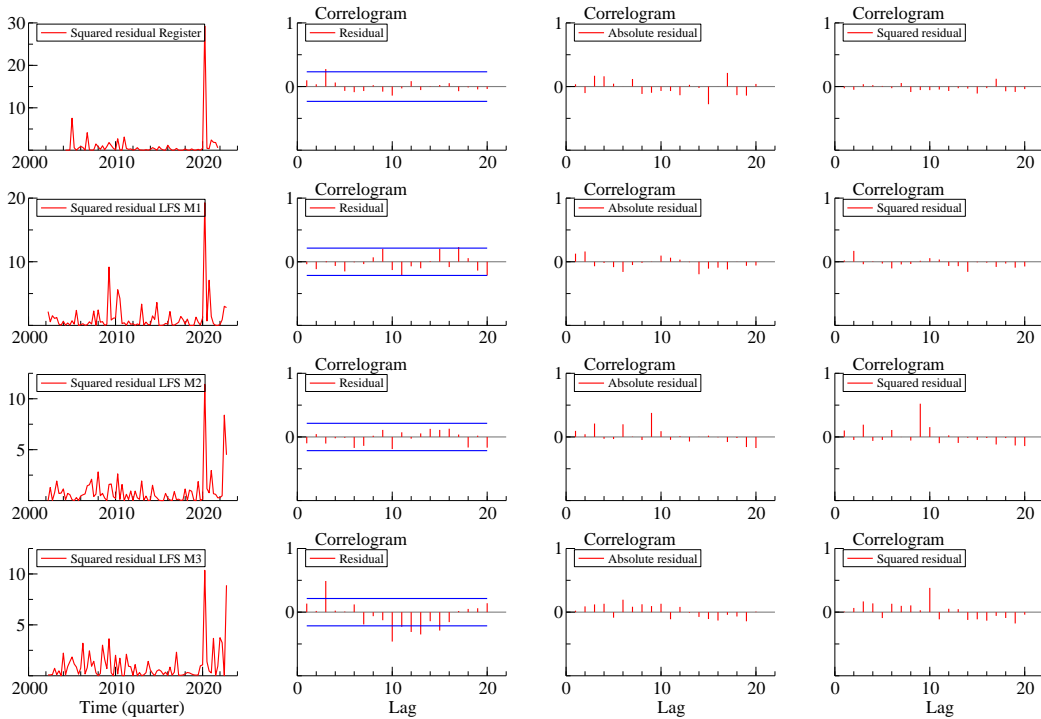 Correlogram Correlogram Correlogram
30 Squared residual Register 1 Residual 1 Absolute residual 1 Squared residual
20
0 0 0
10
2000 2010 2020 0 10 20 0 10 20 0 10 20
Correlogram Correlogram Correlogram
20 Squared residual LFS M1 1 Residual 1 Absolute residual 1 Squared residual
10 0 0 0
2000 2010 2020 0 10 20 0 10 20 0 10 20
Correlogram Correlogram Correlogram
Squared residual LFS M2 1 Residual 1 Absolute residual 1 Squared residual
10
0 0 0
5
2000 2010 2020 0 10 20 0 10 20 0 10 20
Correlogram Correlogram Correlogram
Squared residual LFS M3 1 Residual 1 Absolute residual 1 Squared residual
10
0 0 0
5
2000 2010 2020 0 10 20 0 10 20 0 10 20
Time (quarter) Lag Lag Lag